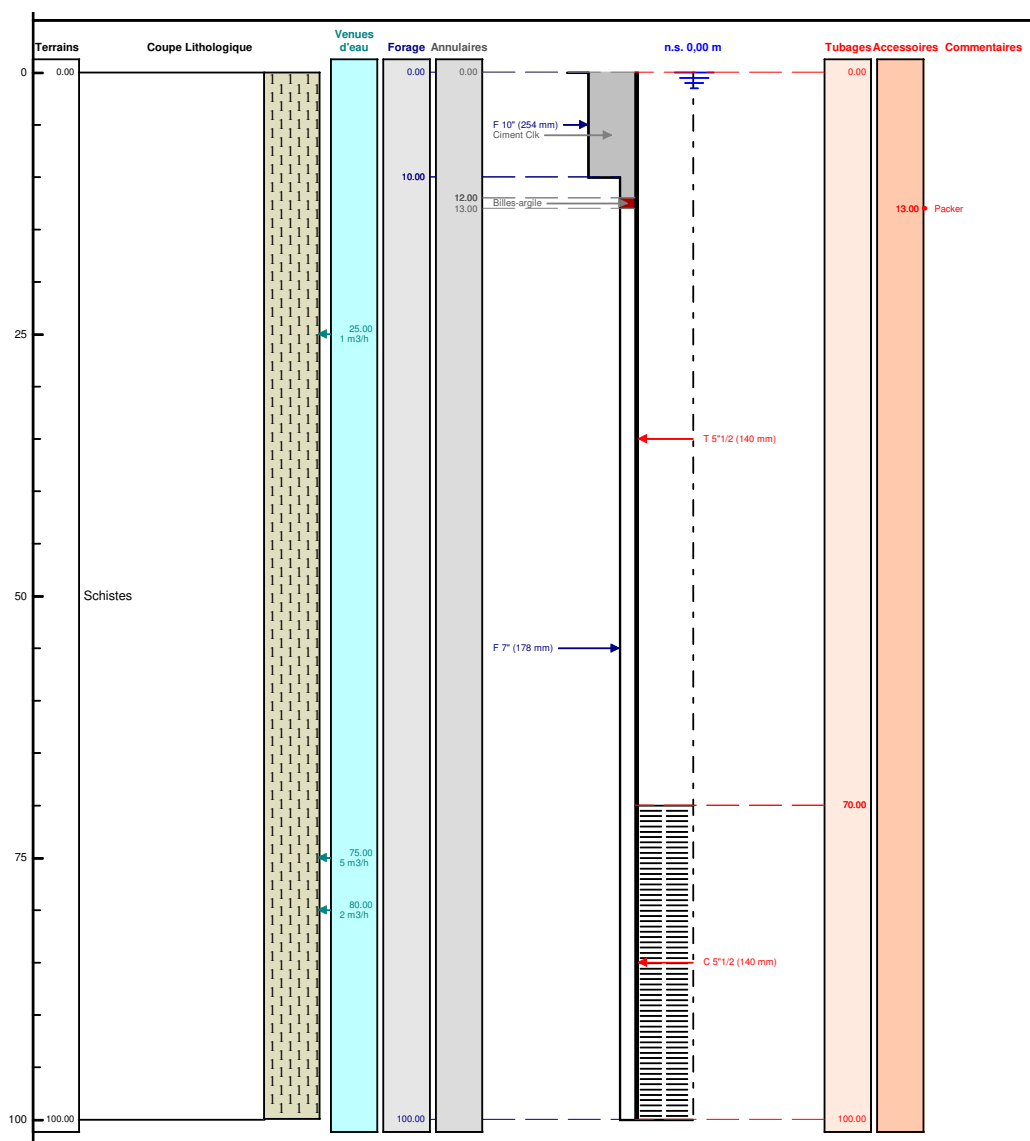 Terrains
Coupe Lithologique
Venues
d'eau
Forage
Annulaires
n.s. 0,00 m
Tubages
Accessoires
Commentaires
0
0.00
0.00
0.00
0.00
F 10" (254 mm)
Ciment Clk
10.00
12.00
Billes-argile
13.00
13.00
Packer
25
25.00
1 m3/h
T 5"1/2 (140 mm)
50
Schistes
F 7" (178 mm)
70.00
75
75.00
5 m3/h
80.00
2 m3/h
C 5"1/2 (140 mm)
100
100.00
100.00
100.00